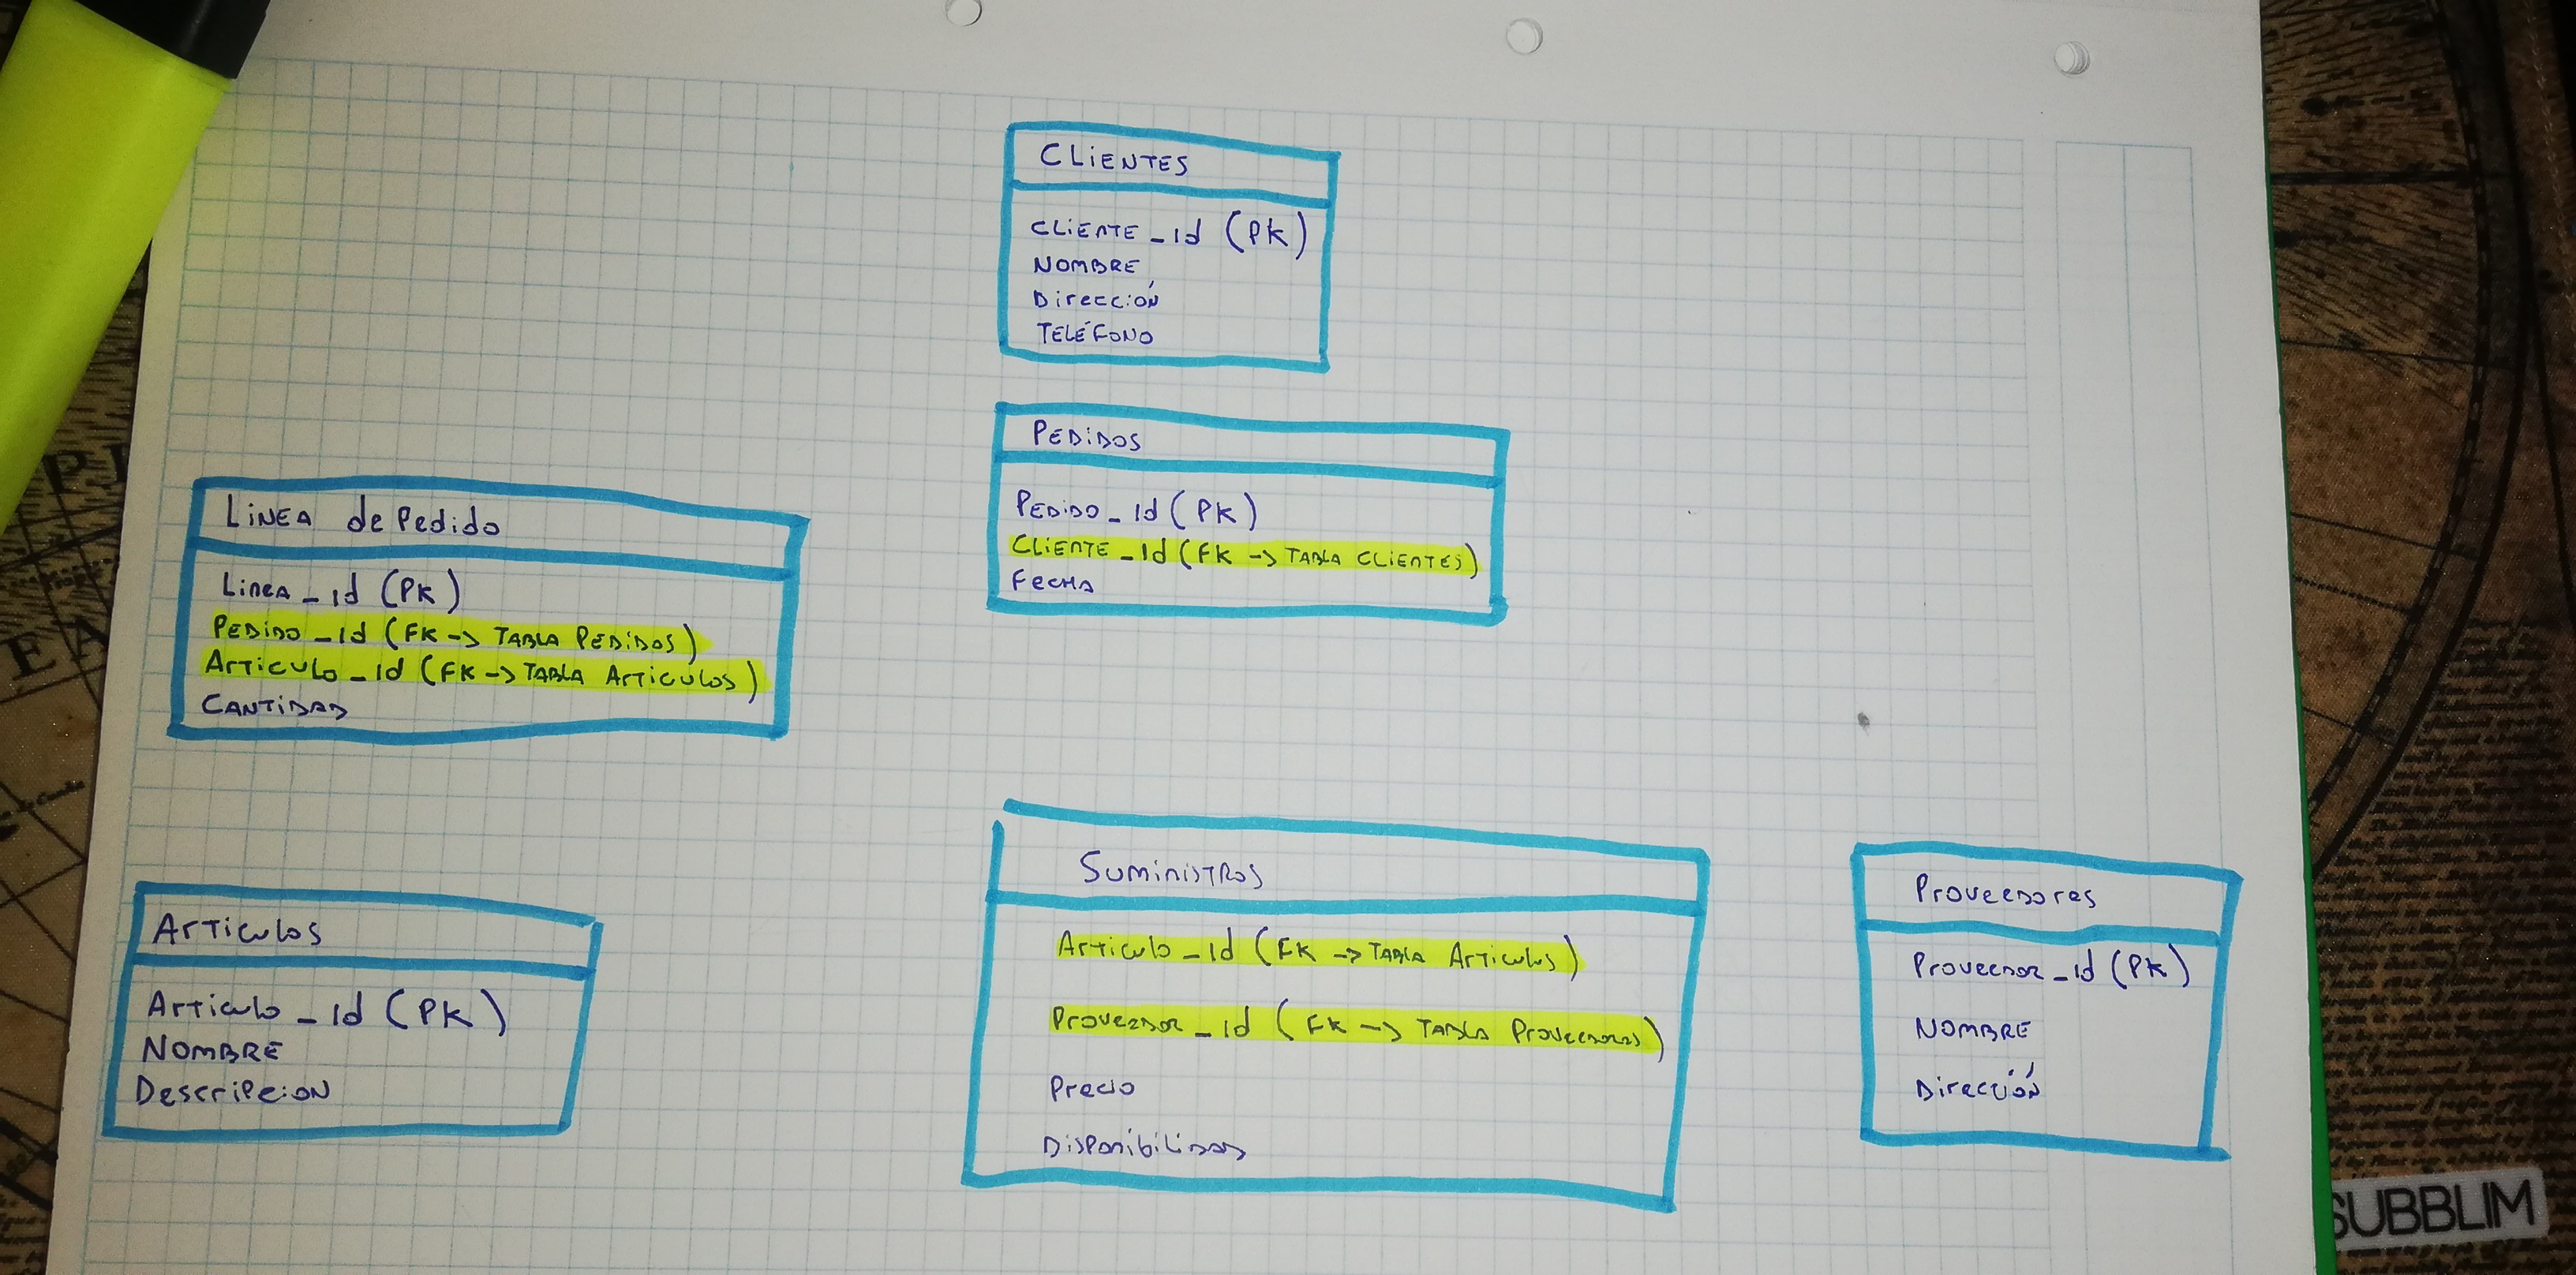 CLiENTES
CLiENTE_Id (PK)
NOMBRE
Dirección
TELÉFONO
PEDiDOS
PEDiDO_Id (PK)
CLiENTE_Id (FK -> TABLA CLiENTES)
FECHA
LiNEA de Pedido
LiNEA_Id (PK)
PEDiDO_Id (FK -> TABLA PEDiDOS)
ArTiculo_Id (FK -> TABLA ArTiculos)
CANTiDAD
ArTiculos
ArTiculo_Id (PK)
NOMBRE
DescriPcioN
SuminisTRos
ArTiculo_Id (FK -> TABLA ArTiculos)
ProveeDor_Id (FK -> TABLA ProveeDores)
Precio
DisponibiliDaD
ProveeDores
ProveeDor_Id (PK)
NOMBRE
Dirección
SUBBLIM